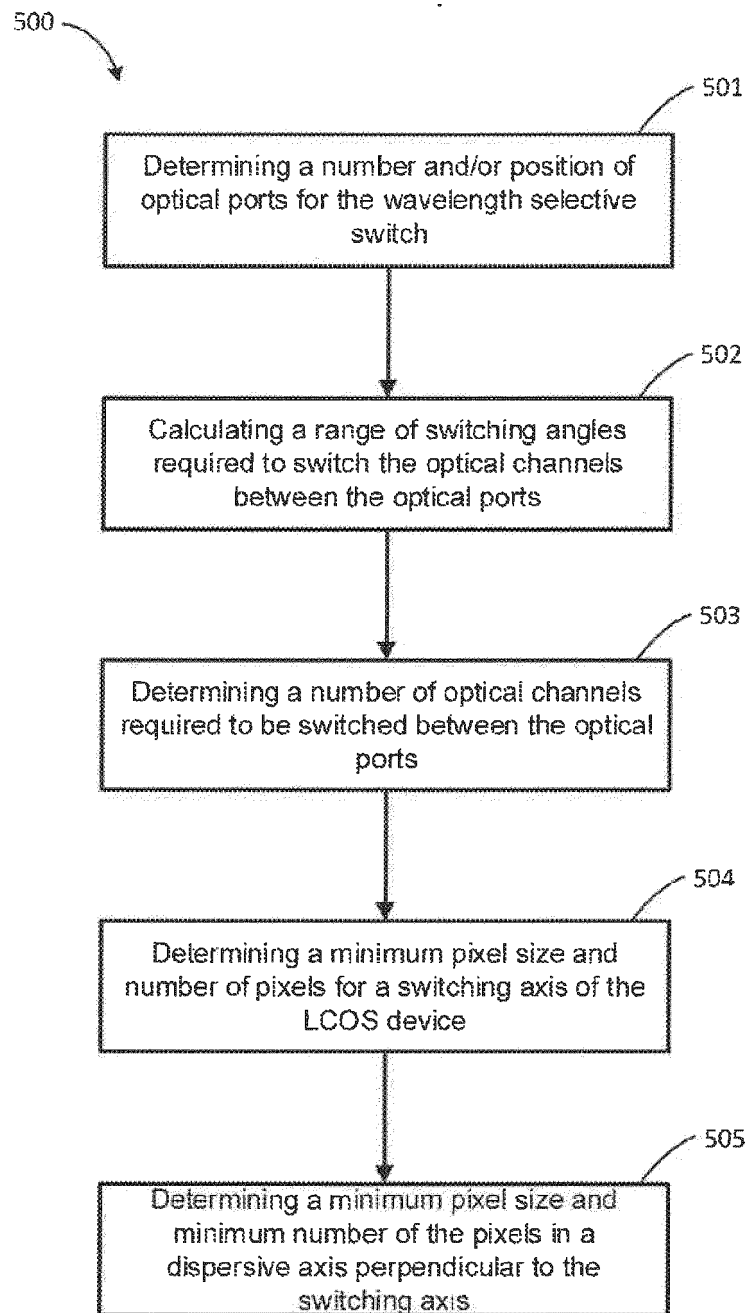 500
501
Determining a number and/or position of
optical ports for the wavelength selective
switch
502
Calculating a range of switching angles
required to switch the optical channels
between the optical ports
503
Determining a number of optical channels
required to be switched between the optical
ports
504
Determining a minimum pixel size and
number of pixels for a switching axis of the
LCOS device
505
Determining a minimum pixel size and
minimum number of the pixels in a
dispersive axis perpendicular to the
switching axis